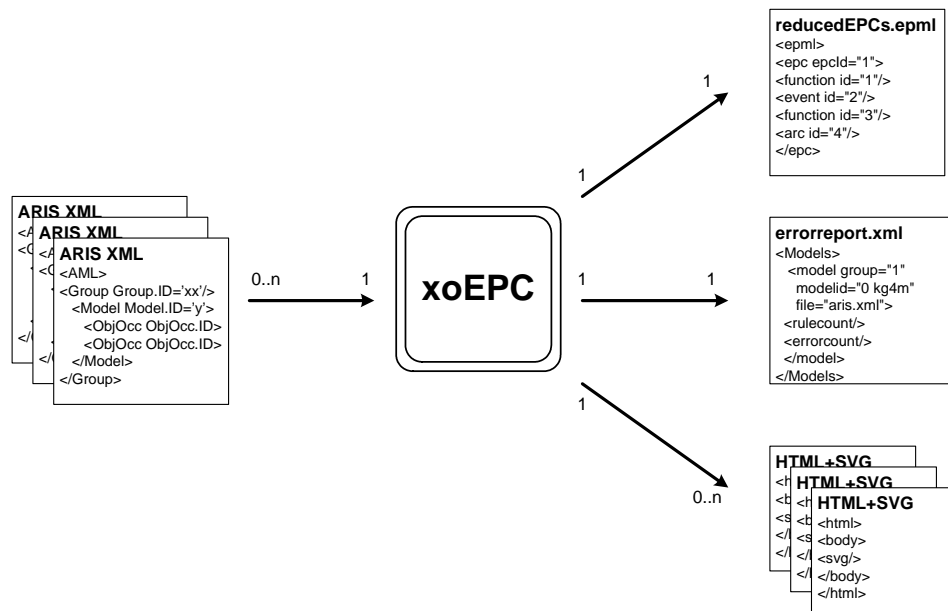 ARIS XML
<A
<G
</G
ARIS XML
<A
<G
</G
ARIS XML
<AML>
<Group Group.ID='xx'/>
<Model Model.ID='y'>
<ObjOcc ObjOcc.ID>
<ObjOcc ObjOcc.ID>
</Model>
</Group>
0..n
1
xoEPC
1
1
1
1
1
0..n
reducedEPCs.epml
<epml>
<epc epcId="1">
<function id="1"/>
<event id="2"/>
<function id="3"/>
<arc id="4"/>
</epc>
errorreport.xml
<Models>
<model group="1"
modelid="0 kg4m"
file="aris.xml">
<rulecount/>
<errorcount/>
</model>
</Models>
HTML+SVG
<h
<b
<s
</
</
HTML+SVG
<h
<b
<s
</
</
HTML+SVG
<html>
<body>
<svg/>
</body>
</html>